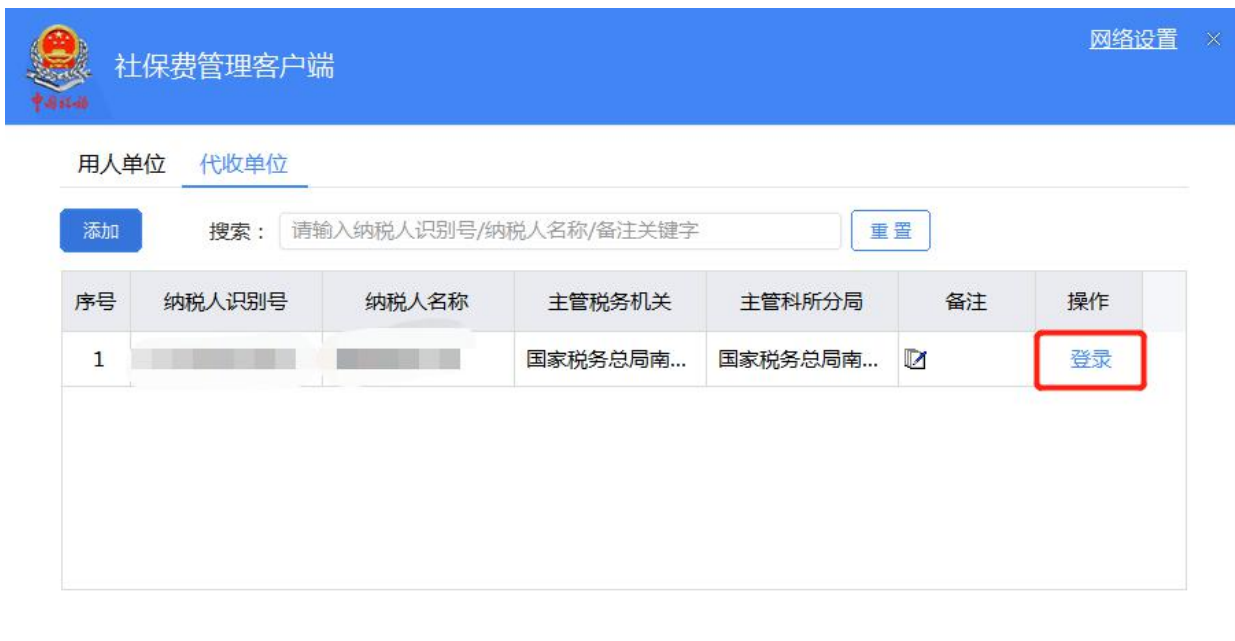 网络设置
社保费管理客户端
中国税务
用人单位 代收单位
添加 搜索： 请输入纳税人识别号/纳税人名称/备注关键字 重置
序号 纳税人识别号 纳税人名称 主管税务机关 主管科所分局 备注 操作
1 国家税务总局南... 国家税务总局南... 登录